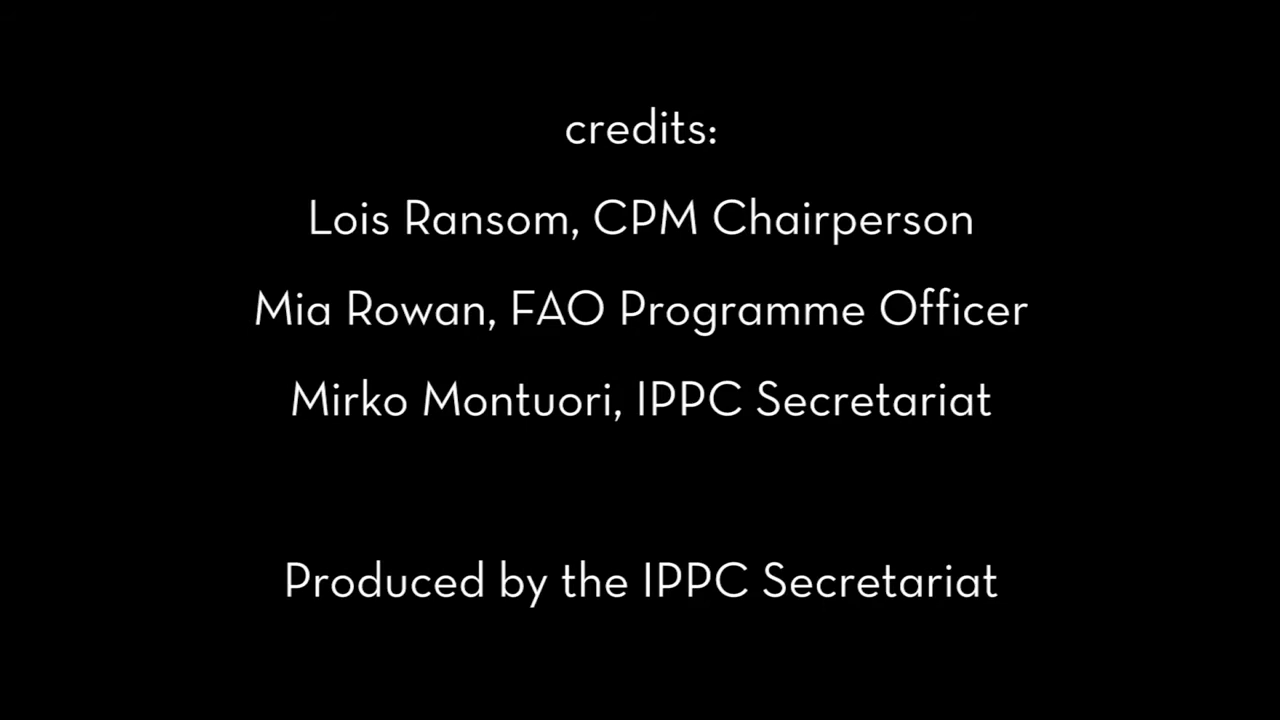 credits:
Lois Ransom, CPM Chairperson
Mia Rowan, FAO Programme Officer
Mirko Montuori, IPPC Secretariat
Produced by the IPPC Secretariat